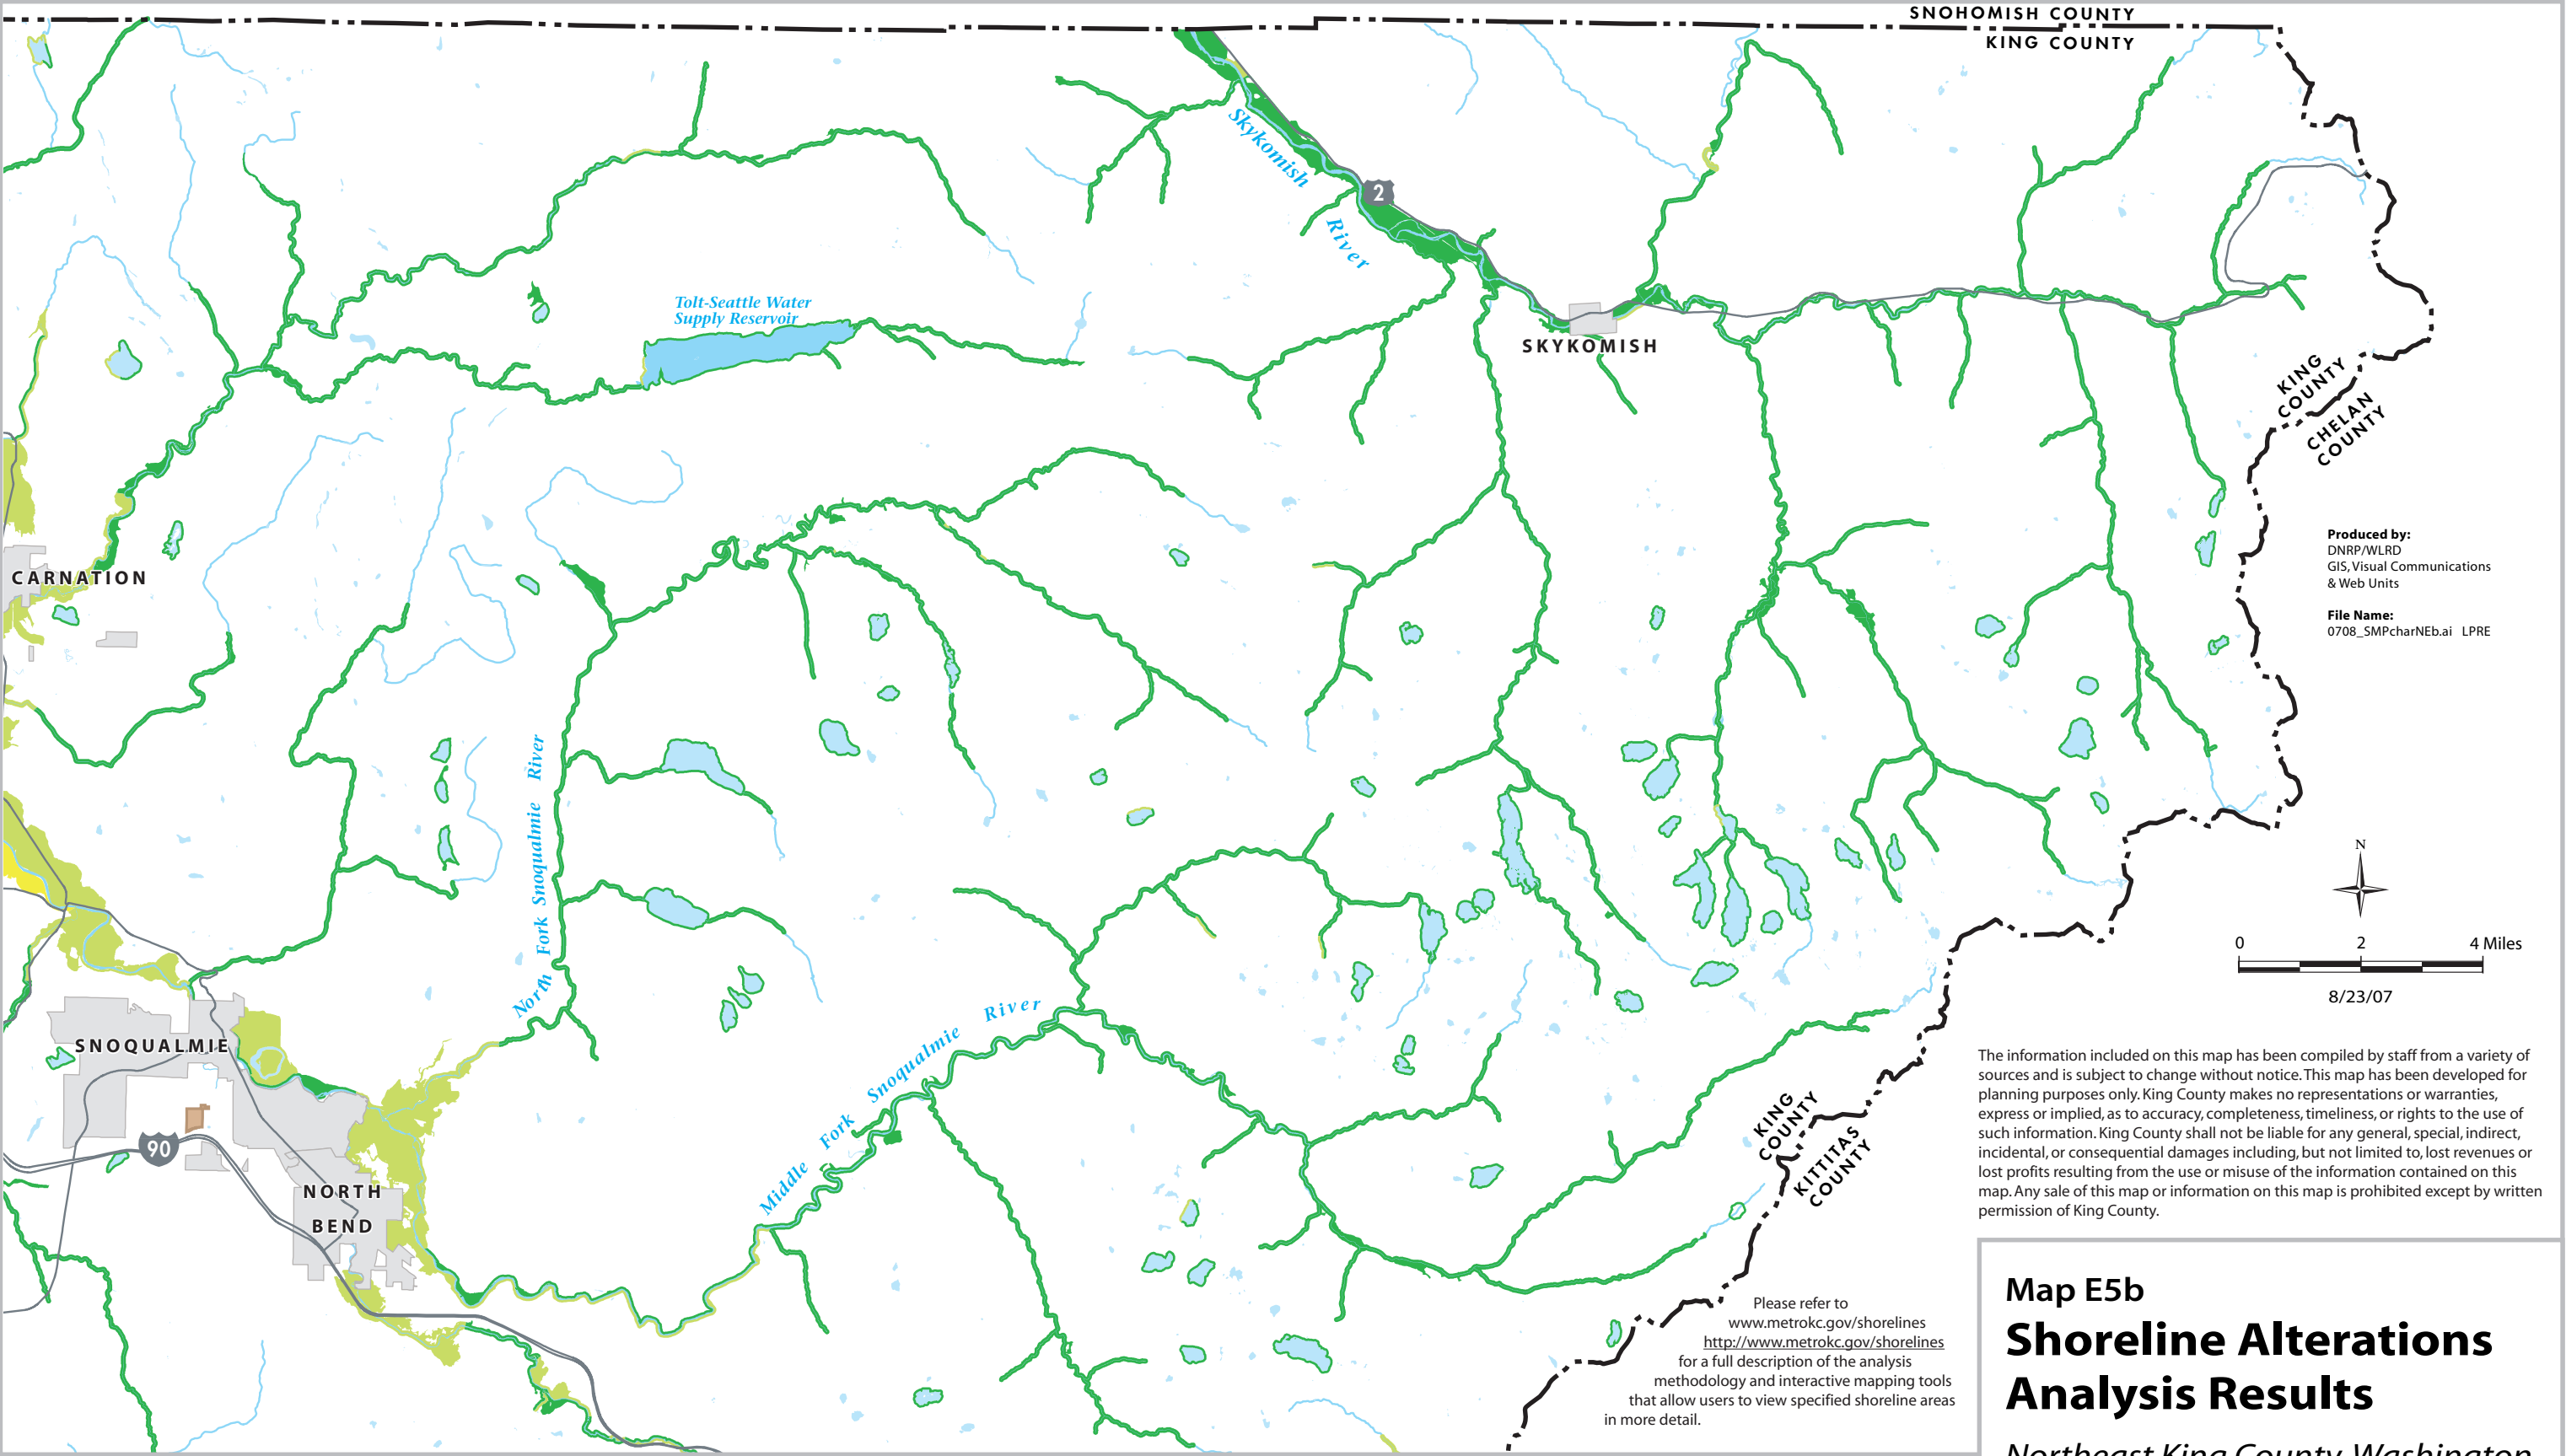 SNOHOMISH COUNTY
KING COUNTY
Skykomish
River
2
Tolt-Seattle Water
Supply Reservoir
SKYKOMISH
KING
COUNTY
CHELAN
COUNTY
Produced by:
DNRP/WLRD
GIS, Visual Communications
& Web Units
File Name:
0708_SMPcharNEb.ai LPRE
CARNATION
North Fork Snoqualmie River
N
0 2 4 Miles
8/23/07
SNOQUALMIE
Middle Fork Snoqualmie River
90
NORTH
BEND
KING
COUNTY
KITTITAS
COUNTY
The information included on this map has been compiled by staff from a variety of
sources and is subject to change without notice. This map has been developed for
planning purposes only. King County makes no representations or warranties,
express or implied, as to accuracy, completeness, timeliness, or rights to the use of
such information. King County shall not be liable for any general, special, indirect,
incidental, or consequential damages including, but not limited to, lost revenues or
lost profits resulting from the use or misuse of the information contained on this
map. Any sale of this map or information on this map is prohibited except by written
permission of King County.
Please refer to
www.metrokc.gov/shorelines
http://www.metrokc.gov/shorelines
for a full description of the analysis
methodology and interactive mapping tools
that allow users to view specified shoreline areas
in more detail.
Map E5b
Shoreline Alterations
Analysis Results
Northeast King County, Washington